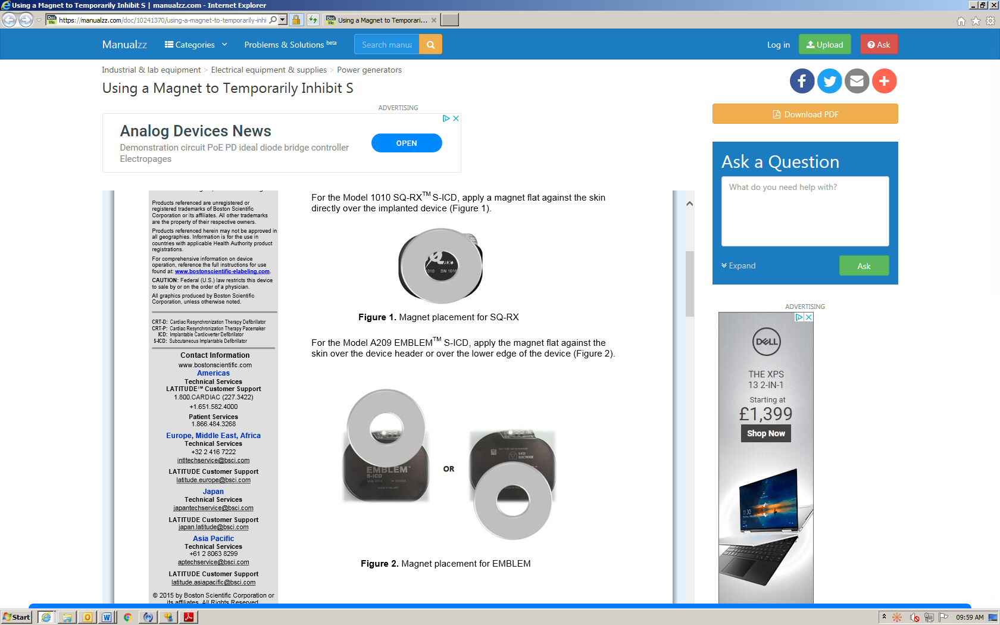 Using a Magnet to Temporarily Inhibit S | manualzz.com - Internet Explorer
https://manualzz.com/doc/10241370/using-a-magnet-to-temporarily-inhi
Using a Magnet to Temporari...
Manualzz
Categories
Problems & Solutions beta
Search manua
Log in
Upload
Ask
Industrial & lab equipment > Electrical equipment & supplies > Power generators
Using a Magnet to Temporarily Inhibit S
Download PDF
ADVERTISING
Analog Devices News
Demonstration circuit PoE PD ideal diode bridge controller
Electropages
OPEN
Ask a Question
What do you need help with?
Expand
Ask
Products referenced are unregistered or
registered trademarks of Boston Scientific
Corporation or its affiliates. All other trademarks
are the property of their respective owners.
Products referenced herein may not be approved in
all geographies. Information is for the use in
countries with applicable Health Authority product
registrations.
For comprehensive information on device
operation, reference the full instructions for use
found at: www.bostonscientific-elabeling.com.
CAUTION: Federal (U.S.) law restricts this device
to sale by or on the order of a physician.
All graphics produced by Boston Scientific
Corporation, unless otherwise noted.
CRT-D: Cardiac Resynchronization Therapy Defibrillator
CRT-P: Cardiac Resynchronization Therapy Pacemaker
ICD: Implantable Cardioverter Defibrillator
S-ICD: Subcutaneous Implantable Defibrillator
Contact Information
www.bostonscientific.com
Americas
Technical Services
LATITUDE™ Customer Support
1.800.CARDIAC (227.3422)
+1.651.582.4000
Patient Services
1.866.484.3268
Europe, Middle East, Africa
Technical Services
+32 2 416 7222
intltechservice@bsci.com
LATITUDE Customer Support
latitude.europe@bsci.com
Japan
Technical Services
japantechservice@bsci.com
LATITUDE Customer Support
japan.latitude@bsci.com
Asia Pacific
Technical Services
+61 2 8063 8299
aptechservice@bsci.com
LATITUDE Customer Support
latitude.asiapacific@bsci.com
© 2015 by Boston Scientific Corporation or
its affiliates. All Rights Reserved
For the Model 1010 SQ-RX™ S-ICD, apply a magnet flat against the skin
directly over the implanted device (Figure 1).
Q RX
1010 SN 1010
Figure 1. Magnet placement for SQ-RX
For the Model A209 EMBLEM™ S-ICD, apply the magnet flat against the
skin over the device header or over the lower edge of the device (Figure 2).
EMBLEM™
S-ICD
OR
S-ICD
ELECTRODE
Figure 2. Magnet placement for EMBLEM
ADVERTISING
DELL
THE XPS
13 2-IN-1
Starting at
£1,399
Shop Now
11:30
Start
09:59 AM